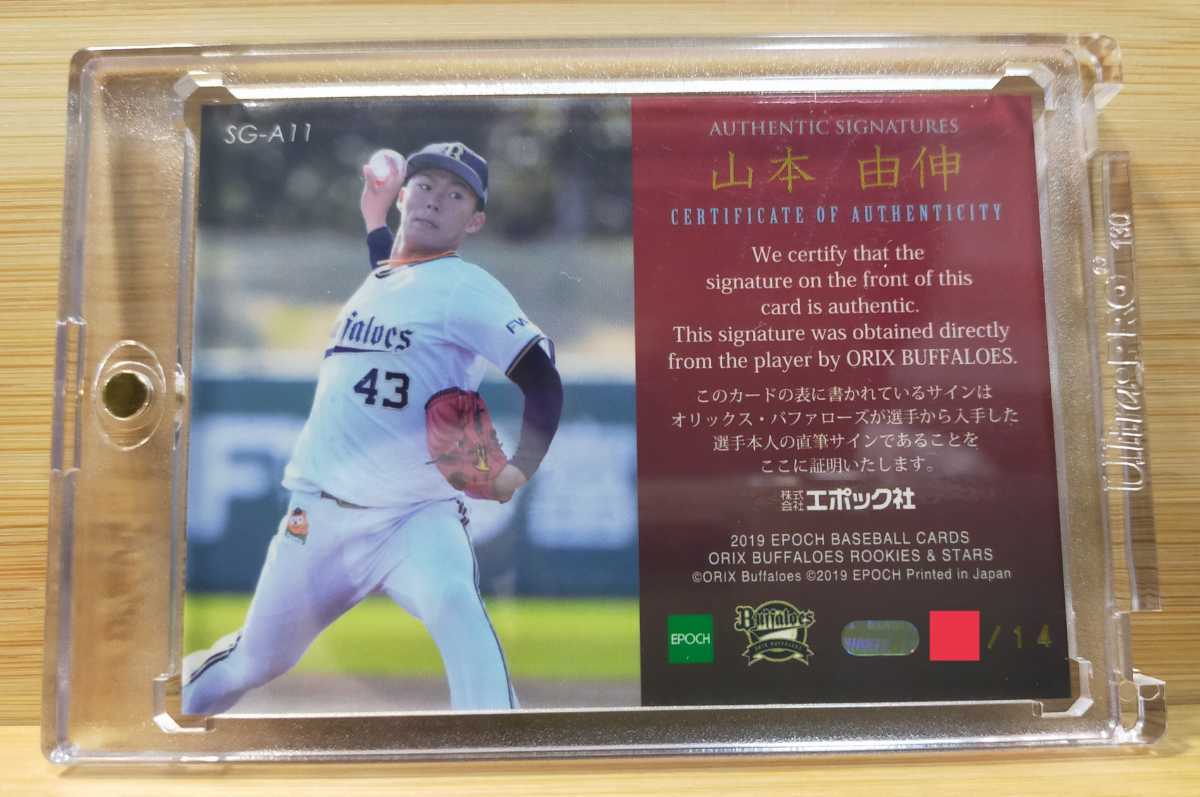 SG-A11
Buffaloes
43
FW
AUTHENTIC SIGNATURES
山本 由伸
CERTIFICATE OF AUTHENTICITY
We certify that the
signature on the front of this
card is authentic.
This signature was obtained directly
from the player by ORIX BUFFALOES.
このカードの表に書かれているサインは
オリックス・バファローズが選手から入手した
選手本人の直筆サインであることを
ここに証明いたします。
株式会社エポック社
2019 EPOCH BASEBALL CARDS
ORIX BUFFALOES ROOKIES & STARS
©ORIX Buffaloes ©2019 EPOCH Printed in Japan
EPOCH
Buffaloes
ORIX BUFFALOES
/14
UltraPRO® 130